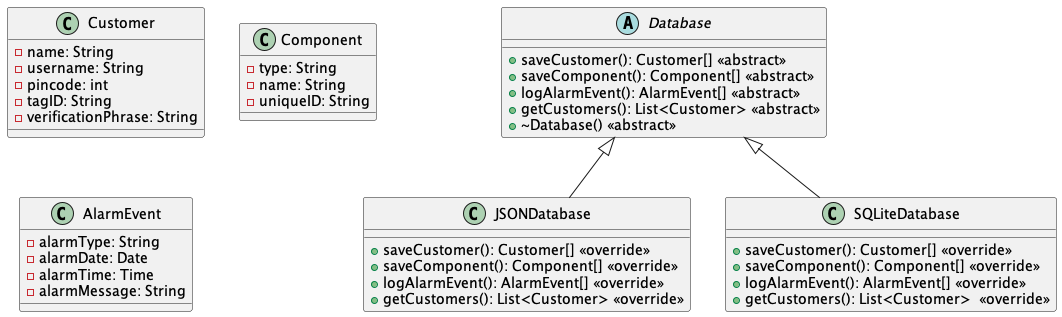 C Customer
name: String
username: String
pincode: int
tagID: String
verificationPhrase: String
C Component
type: String
name: String
uniqueID: String
A Database
saveCustomer(): Customer[] «abstract»
saveComponent(): Component[] «abstract»
logAlarmEvent(): AlarmEvent[] «abstract»
getCustomers(): List<Customer> «abstract»
~Database() «abstract»
C AlarmEvent
alarmType: String
alarmDate: Date
alarmTime: Time
alarmMessage: String
C JSONDatabase
saveCustomer(): Customer[] «override»
saveComponent(): Component[] «override»
logAlarmEvent(): AlarmEvent[] «override»
getCustomers(): List<Customer> «override»
C SQLiteDatabase
saveCustomer(): Customer[] «override»
saveComponent(): Component[] «override»
logAlarmEvent(): AlarmEvent[] «override»
getCustomers(): List<Customer>  «override»